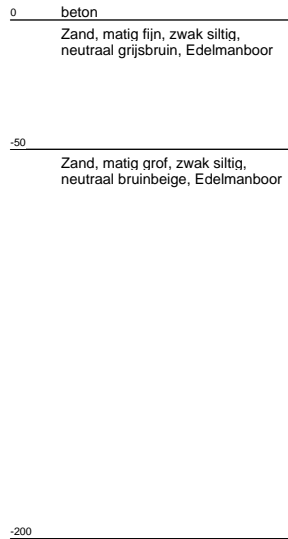 0 beton
Zand, matig fijn, zwak siltig,
neutraal grijsbruin, Edelmanboor
-50
Zand, matig grof, zwak siltig,
neutraal bruinbeige, Edelmanboor
-200